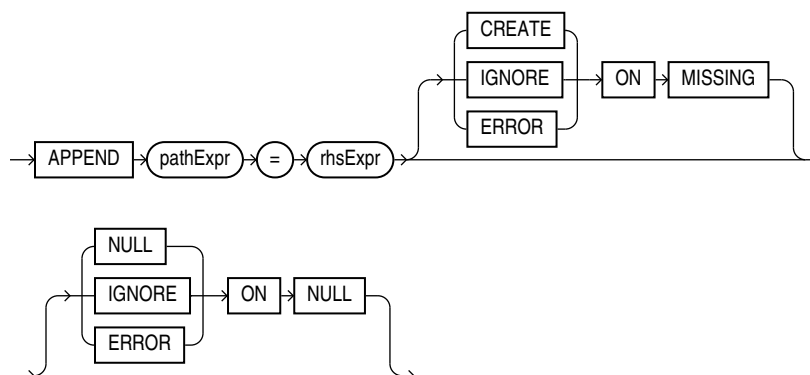 CREATE
IGNORE ON MISSING
ERROR
APPEND pathExpr = rhsExpr
NULL
IGNORE ON NULL
ERROR